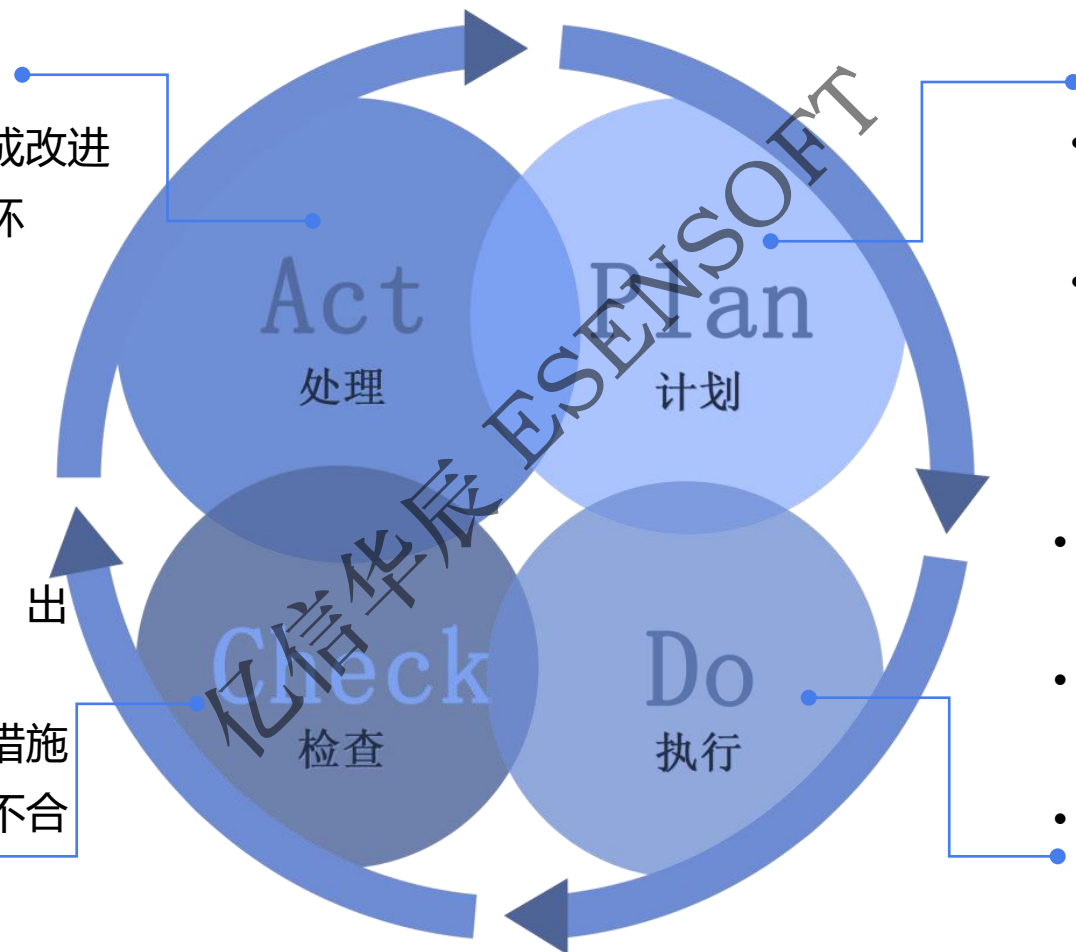 成改进
环
Act
处理
Plan
计划
出
措施
不合
Check
检查
Do
执行
亿信华辰 ESENSOFT